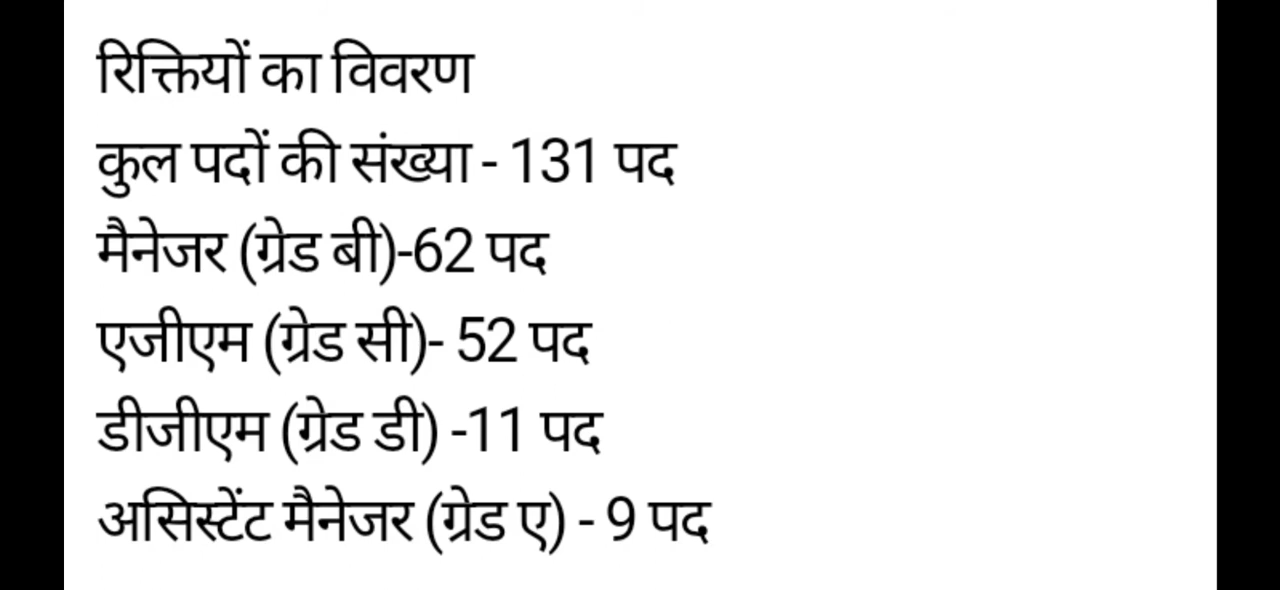 रिक्तियों का विवरण
कुल पदों की संख्या - 131 पद
मैनेजर (ग्रेड बी)-62 पद
एजीएम (ग्रेड सी)- 52 पद
डीजीएम (ग्रेड डी) -11 पद
असिस्टेंट मैनेजर (ग्रेड ए) - 9 पद